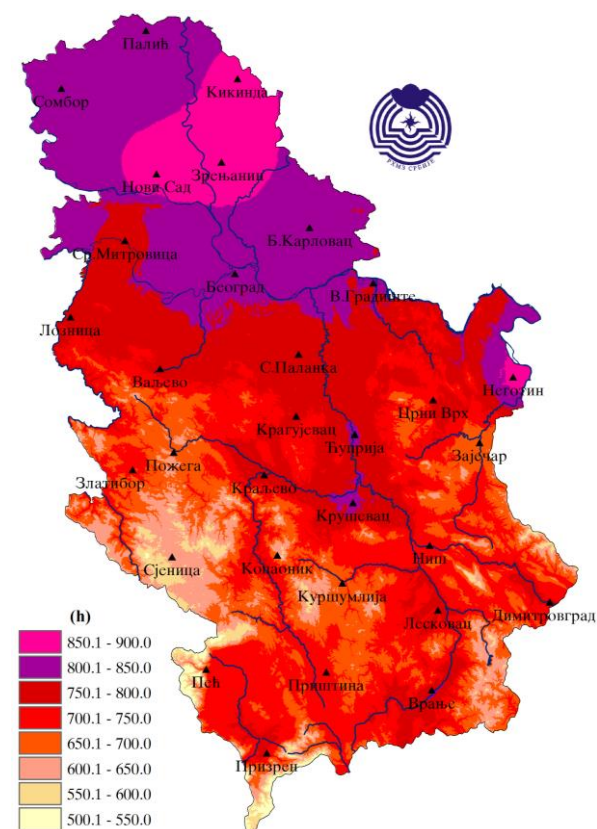 Палић
Сомбор
Кикинда
РХМЗ СРБИЈЕ
Зрењанин
Нови Сад
Б.Карловац
Ср.Митровица
Београд
В.Градиште
Лозница
С.Паланка
Ваљево
Неготин
Црни Врх
Крагујевац
Ћуприја
Зајечар
Пожега
Златибор
Краљево
Крушевац
Ниш
Сјеница
Копаоник
Куршумлија
Димитровград
Лесковац
(h)
850.1 - 900.0
800.1 - 850.0
750.1 - 800.0
700.1 - 750.0
650.1 - 700.0
600.1 - 650.0
550.1 - 600.0
500.1 - 550.0
Пећ
Приштина
Врање
Призрен